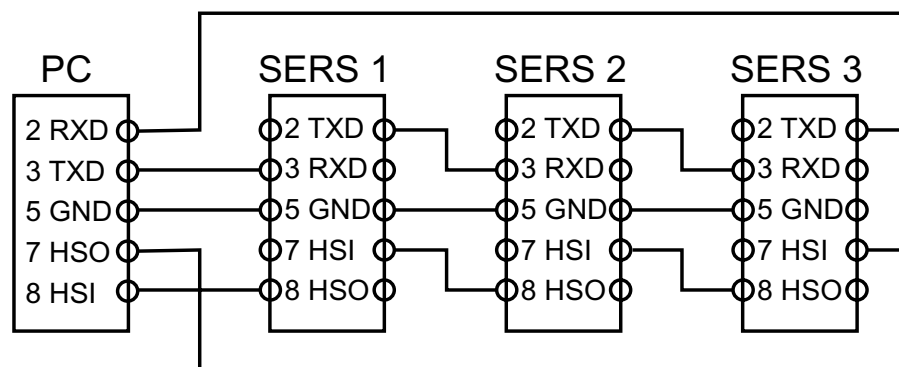 PC
2 RXD
3 TXD
5 GND
7 HSO
8 HSI
SERS 1
2 TXD
3 RXD
5 GND
7 HSI
8 HSO
SERS 2
2 TXD
3 RXD
5 GND
7 HSI
8 HSO
SERS 3
2 TXD
3 RXD
5 GND
7 HSI
8 HSO